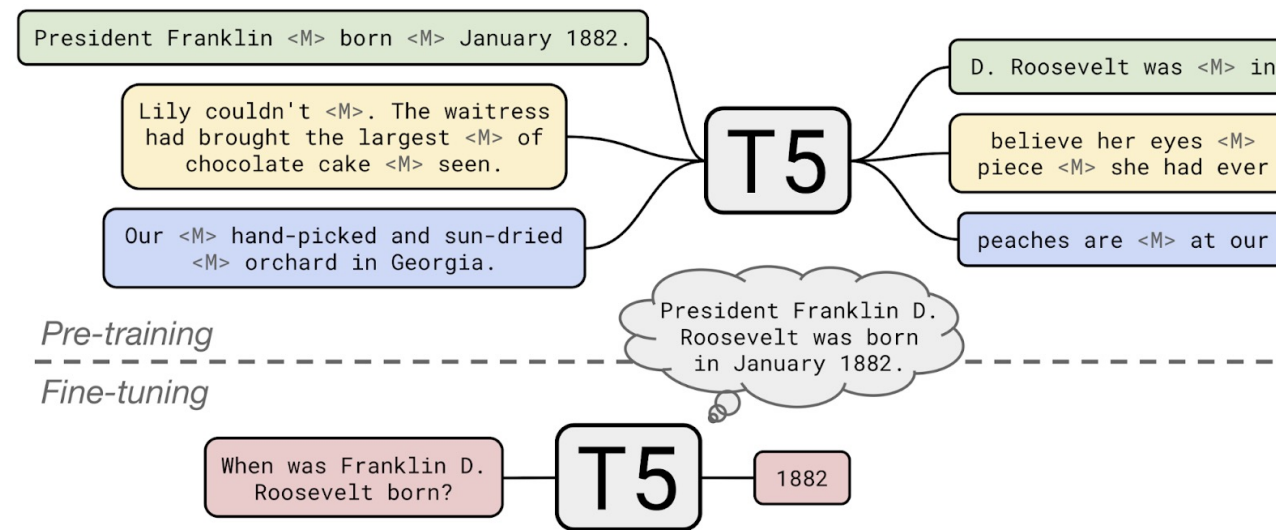 President Franklin <M> born <M> January 1882.
D. Roosevelt was <M> in
Lily couldn't <M>. The waitress
had brought the largest <M> of
chocolate cake <M> seen.
T5
believe her eyes <M>
piece <M> she had ever
Our <M> hand-picked and sun-dried
<M> orchard in Georgia.
peaches are <M> at our
Pre-training
President Franklin D.
Roosevelt was born
in January 1882.
Fine-tuning
When was Franklin D.
Roosevelt born?
T5
1882